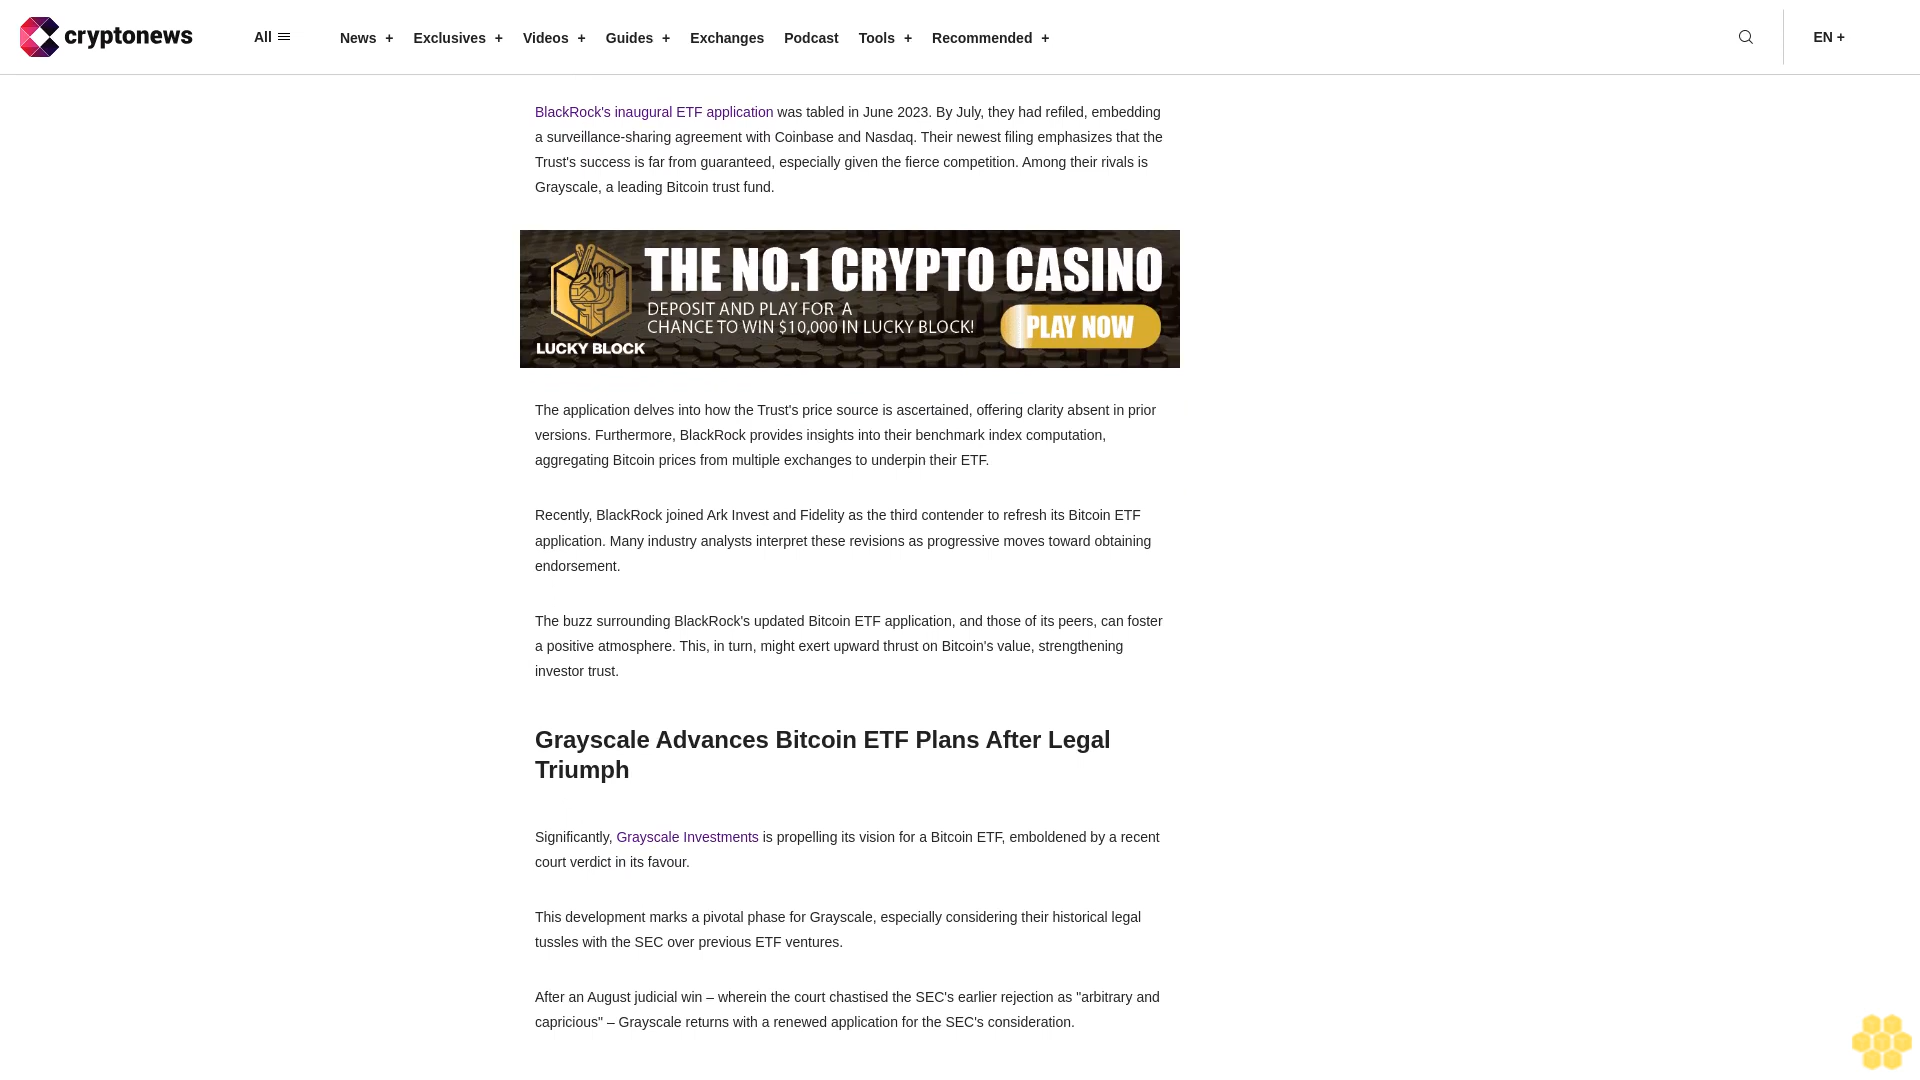 cryptonews All News + Exclusives + Videos + Guides + Exchanges Podcast Tools + Recommended + EN +
BlackRock's inaugural ETF application was tabled in June 2023. By July, they had refiled, embedding
a surveillance-sharing agreement with Coinbase and Nasdaq. Their newest filing emphasizes that the
Trust's success is far from guaranteed, especially given the fierce competition. Among their rivals is
Grayscale, a leading Bitcoin trust fund.
THE NO.1 CRYPTO CASINO
DEPOSIT AND PLAY FOR A
CHANCE TO WIN $10,000 IN LUCKY BLOCK!
PLAY NOW
LUCKY BLOCK
The application delves into how the Trust's price source is ascertained, offering clarity absent in prior
versions. Furthermore, BlackRock provides insights into their benchmark index computation,
aggregating Bitcoin prices from multiple exchanges to underpin their ETF.
Recently, BlackRock joined Ark Invest and Fidelity as the third contender to refresh its Bitcoin ETF
application. Many industry analysts interpret these revisions as progressive moves toward obtaining
endorsement.
The buzz surrounding BlackRock's updated Bitcoin ETF application, and those of its peers, can foster
a positive atmosphere. This, in turn, might exert upward thrust on Bitcoin's value, strengthening
investor trust.
Grayscale Advances Bitcoin ETF Plans After Legal
Triumph
Significantly, Grayscale Investments is propelling its vision for a Bitcoin ETF, emboldened by a recent
court verdict in its favour.
This development marks a pivotal phase for Grayscale, especially considering their historical legal
tussles with the SEC over previous ETF ventures.
After an August judicial win – wherein the court chastised the SEC's earlier rejection as "arbitrary and
capricious" – Grayscale returns with a renewed application for the SEC's consideration.